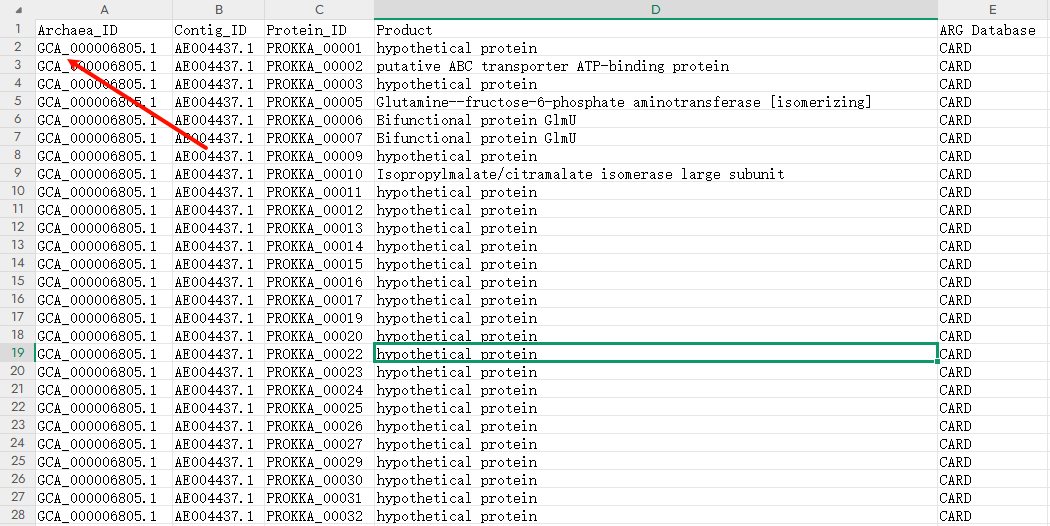 A B C D E
1 Archaea_ID Contig_ID Protein_ID Product ARG Database
2 GCA_000006805.1 AE004437.1 PROKKA_00001 hypothetical protein CARD
3 GCA_000006805.1 AE004437.1 PROKKA_00002 putative ABC transporter ATP-binding protein CARD
4 GCA_000006805.1 AE004437.1 PROKKA_00003 hypothetical protein CARD
5 GCA_000006805.1 AE004437.1 PROKKA_00005 Glutamine--fructose-6-phosphate aminotransferase [isomerizing] CARD
6 GCA_000006805.1 AE004437.1 PROKKA_00006 Bifunctional protein GlmU CARD
7 GCA_000006805.1 AE004437.1 PROKKA_00007 Bifunctional protein GlmU CARD
8 GCA_000006805.1 AE004437.1 PROKKA_00009 hypothetical protein CARD
9 GCA_000006805.1 AE004437.1 PROKKA_00010 Isopropylmalate/citramalate isomerase large subunit CARD
10 GCA_000006805.1 AE004437.1 PROKKA_00011 hypothetical protein CARD
11 GCA_000006805.1 AE004437.1 PROKKA_00012 hypothetical protein CARD
12 GCA_000006805.1 AE004437.1 PROKKA_00013 hypothetical protein CARD
13 GCA_000006805.1 AE004437.1 PROKKA_00014 hypothetical protein CARD
14 GCA_000006805.1 AE004437.1 PROKKA_00015 hypothetical protein CARD
15 GCA_000006805.1 AE004437.1 PROKKA_00016 hypothetical protein CARD
16 GCA_000006805.1 AE004437.1 PROKKA_00017 hypothetical protein CARD
17 GCA_000006805.1 AE004437.1 PROKKA_00019 hypothetical protein CARD
18 GCA_000006805.1 AE004437.1 PROKKA_00020 hypothetical protein CARD
19 GCA_000006805.1 AE004437.1 PROKKA_00022 hypothetical protein CARD
20 GCA_000006805.1 AE004437.1 PROKKA_00023 hypothetical protein CARD
21 GCA_000006805.1 AE004437.1 PROKKA_00024 hypothetical protein CARD
22 GCA_000006805.1 AE004437.1 PROKKA_00025 hypothetical protein CARD
23 GCA_000006805.1 AE004437.1 PROKKA_00026 hypothetical protein CARD
24 GCA_000006805.1 AE004437.1 PROKKA_00027 hypothetical protein CARD
25 GCA_000006805.1 AE004437.1 PROKKA_00029 hypothetical protein CARD
26 GCA_000006805.1 AE004437.1 PROKKA_00030 hypothetical protein CARD
27 GCA_000006805.1 AE004437.1 PROKKA_00031 hypothetical protein CARD
28 GCA_000006805.1 AE004437.1 PROKKA_00032 hypothetical protein CARD